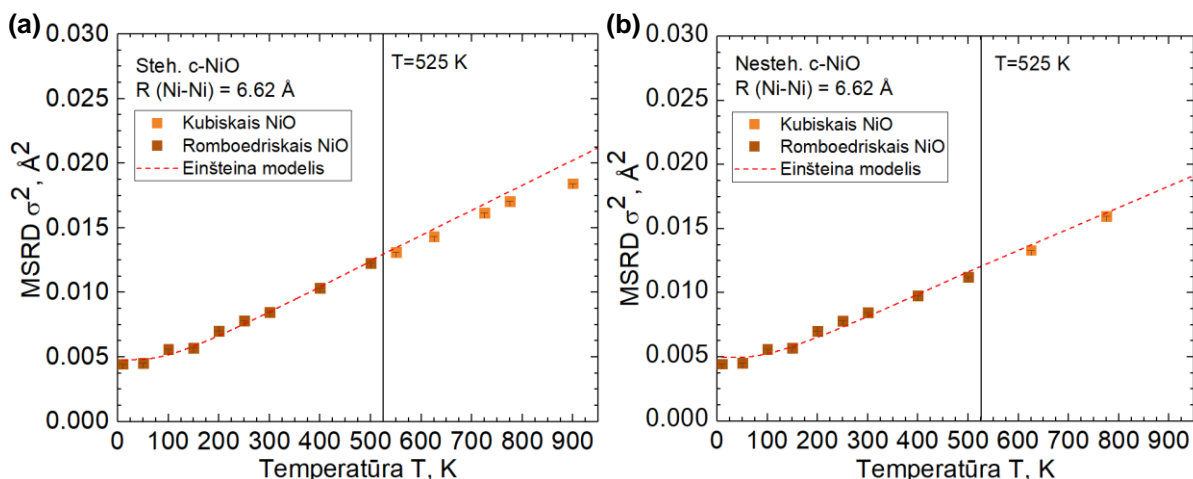 (a)
0.030
0.025
0.020
0.015
0.010
0.005
0.000
MSRD σ², Å²
Steh. c-NiO
R (Ni-Ni) = 6.62 Å
T=525 K
Kubiskais NiO
Romboedriskais NiO
Einšteina modelis
0 100 200 300 400 500 600 700 800 900
Temperatūra T, K
(b)
0.030
0.025
0.020
0.015
0.010
0.005
0.000
MSRD σ², Å²
Nesteh. c-NiO
R (Ni-Ni) = 6.62 Å
T=525 K
Kubiskais NiO
Romboedriskais NiO
Einšteina modelis
0 100 200 300 400 500 600 700 800 900
Temperatūra T, K